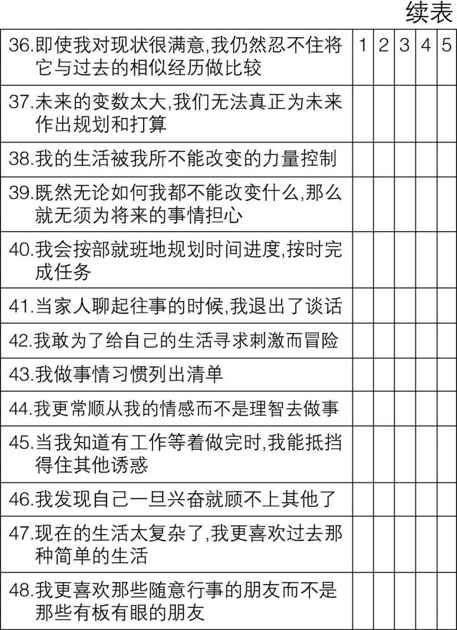 续表
36.即使我对现状很满意,我仍然忍不住将 1 2 3 4 5
它与过去的相似经历做比较
37.未来的变数太大,我们无法真正为未来
作出规划和打算
38.我的生活被我所不能改变的力量控制
39.既然无论如何我都不能改变什么,那么
就无须为将来的事情担心
40.我会按部就班地规划时间进度,按时完
成任务
41.当家人聊起往事的时候,我退出了谈话
42.我敢为了给自己的生活寻求刺激而冒险
43.我做事情习惯列出清单
44.我更常顺从我的情感而不是理智去做事
45.当我知道有工作等着做完时,我能抵挡
得住其他诱惑
46.我发现自己一旦兴奋就顾不上其他了
47.现在的生活太复杂了,我更喜欢过去那
种简单的生活
48.我更喜欢那些随意行事的朋友而不是
那些有板有眼的朋友